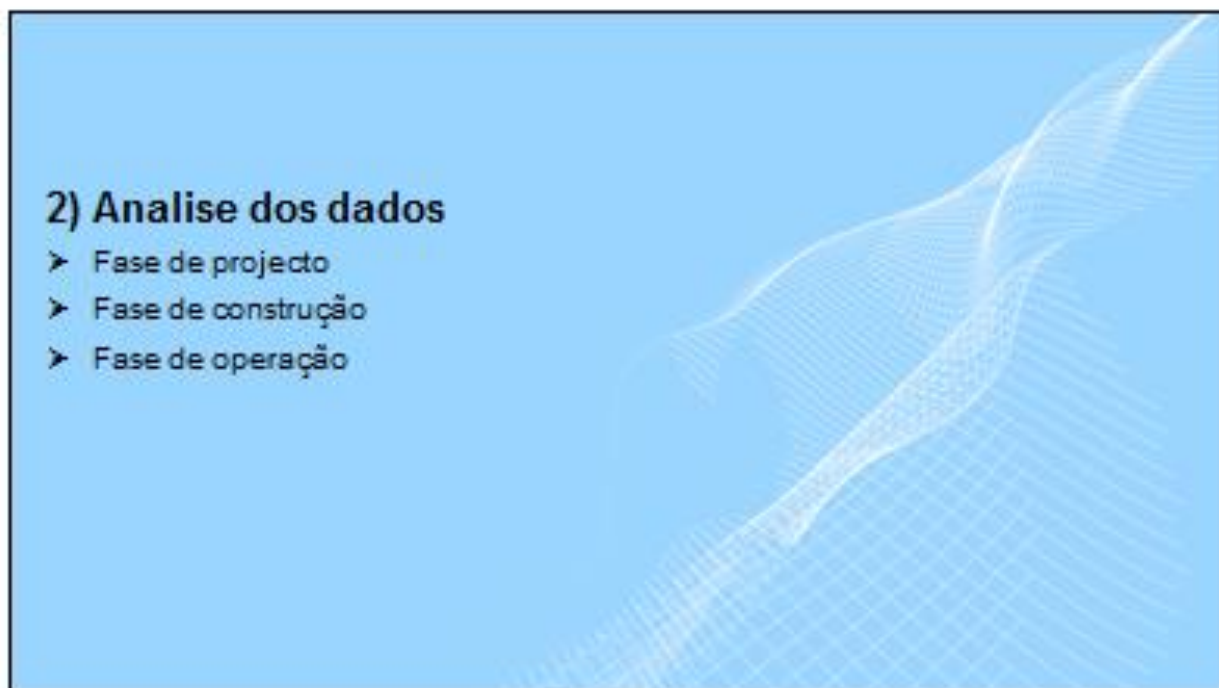 2) Analise dos dados
➤ Fase de projecto
➤ Fase de construção
➤ Fase de operação